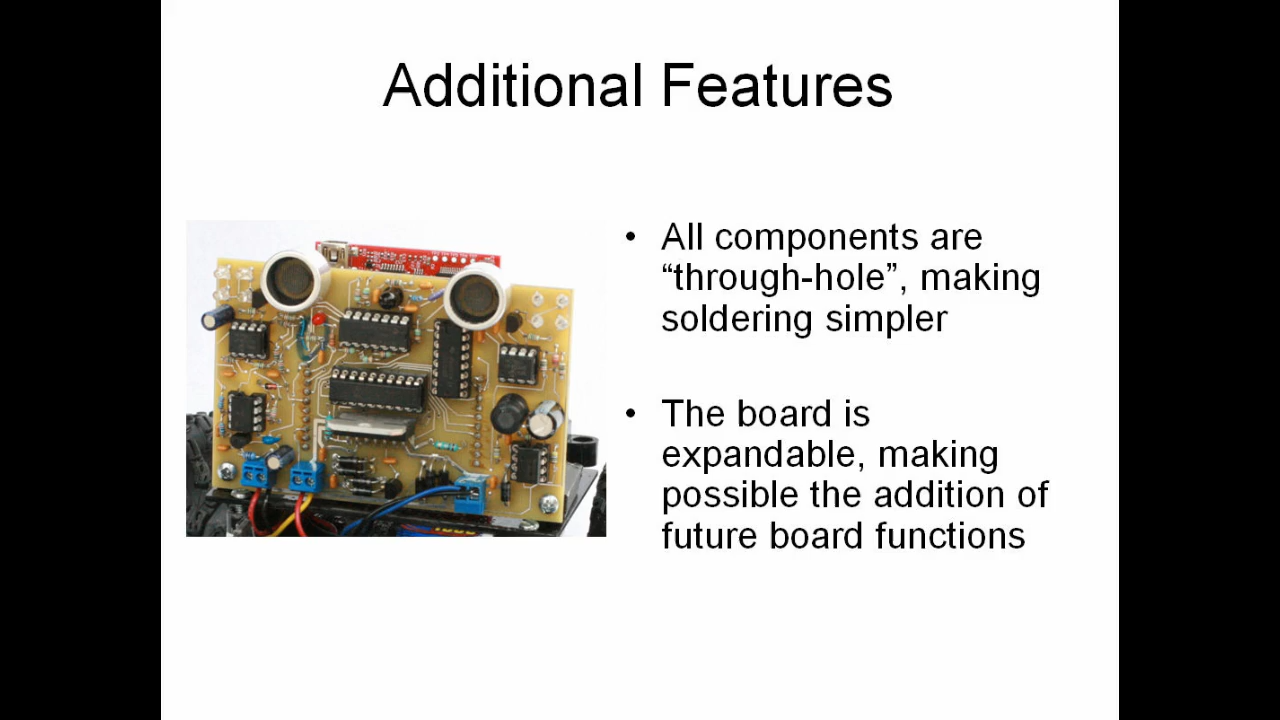 Additional Features
• All components are
“through-hole”, making
soldering simpler
• The board is
expandable, making
possible the addition of
future board functions